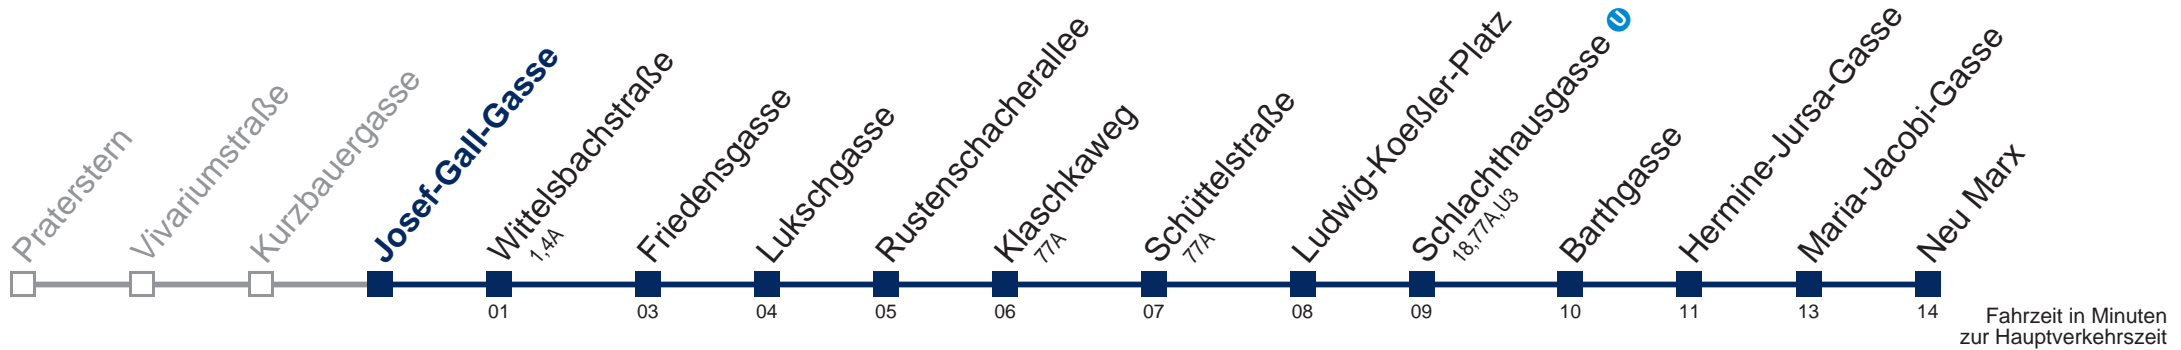 Praterstern
Vivariumstraße
Kurzbauergasse
Josef-Gall-Gasse
Wittelsbachstraße
1,4A
Friedensgasse
Lukschgasse
Rustenschacherallee
Klaschkaweg
77A
Schüttelstraße
77A
Ludwig-Koeßler-Platz
Schlachthausgasse U
18,77A,U3
Barthgasse
Hermine-Jursa-Gasse
Maria-Jacobi-Gasse
Neu Marx
01 03 04 05 06 07 08 09 10 11 13 14
Fahrzeit in Minuten
zur Hauptverkehrszeit